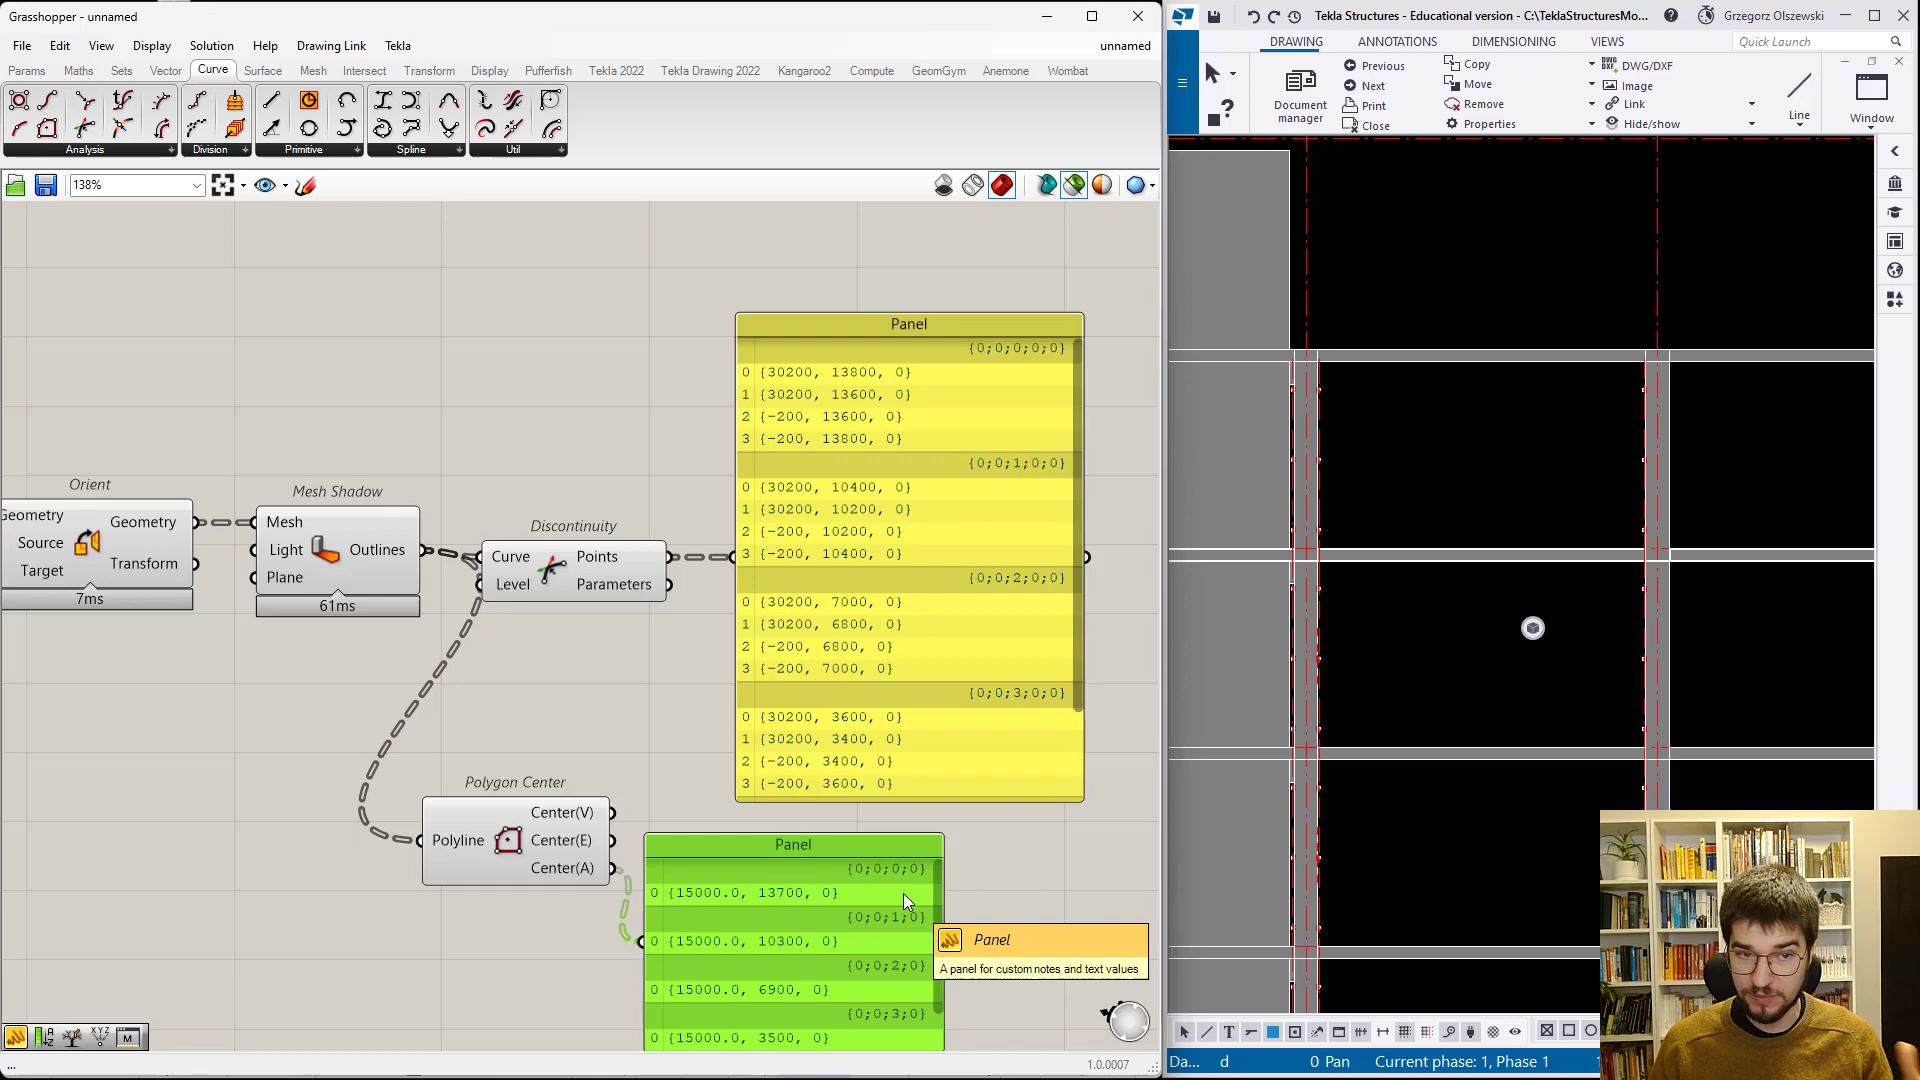 Grasshopper - unnamed
File Edit View Display Solution Help Drawing Link Tekla
unnamed
Params Maths Sets Vector Curve Surface Mesh Intersect Transform Display Pufferfish Tekla 2022 Tekla Drawing 2022 Kangaroo2 Compute GeomGym Anemone Wombat
Analysis Division Primitive Spline Util
138%
Orient
Geometry Geometry
Source
Transform
Target
7ms
Mesh Shadow
Mesh
Light Outlines
Plane
61ms
Discontinuity
Curve Points
Level Parameters
Panel
{0;0;0;0;0}
0 {30200, 13800, 0}
1 {30200, 13600, 0}
2 {-200, 13600, 0}
3 {-200, 13800, 0}
{0;0;1;0;0}
0 {30200, 10400, 0}
1 {30200, 10200, 0}
2 {-200, 10200, 0}
3 {-200, 10400, 0}
{0;0;2;0;0}
0 {30200, 7000, 0}
1 {30200, 6800, 0}
2 {-200, 6800, 0}
3 {-200, 7000, 0}
{0;0;3;0;0}
0 {30200, 3600, 0}
1 {30200, 3400, 0}
2 {-200, 3400, 0}
3 {-200, 3600, 0}
Polygon Center
Center(V)
Polyline Center(E)
Center(A)
Panel
{0;0;0;0}
0 {15000.0, 13700, 0}
{0;0;1;0}
0 {15000.0, 10300, 0}
{0;0;2;0}
0 {15000.0, 6900, 0}
{0;0;3;0}
0 {15000.0, 3500, 0}
Panel
A panel for custom notes and text values
...
1.0.0007
Tekla Structures - Educational version - C:\TeklaStructuresMo...
Grzegorz Olszewski
DRAWING ANNOTATIONS DIMENSIONING VIEWS
Quick Launch
Document
manager
Previous
Next
Print
Close
Copy
Move
Remove
Properties
DWG/DXF
Image
Link
Hide/show
Line
Window
Da... d 0 Pan Current phase: 1, Phase 1